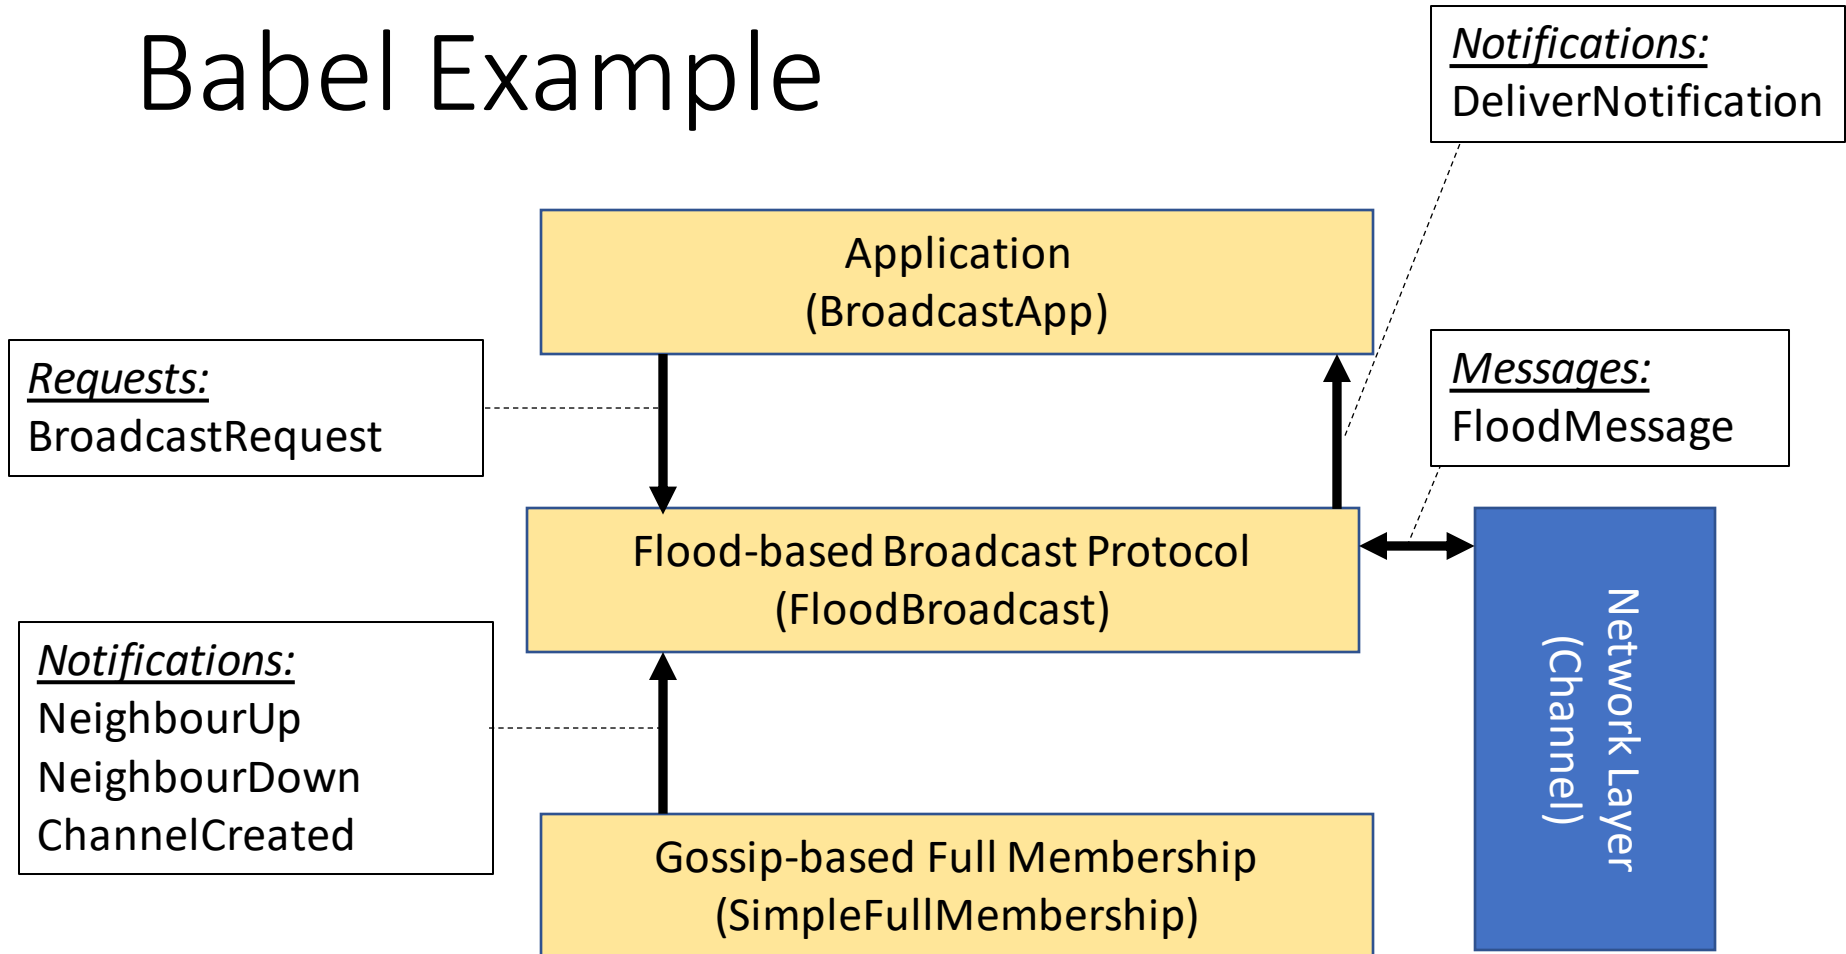 Babel Example
Notifications:
DeliverNotification
Application
(BroadcastApp)
Requests:
BroadcastRequest
Messages:
FloodMessage
Flood-based Broadcast Protocol
(FloodBroadcast)
Network Layer
(Channel)
Notifications:
NeighbourUp
NeighbourDown
ChannelCreated
Gossip-based Full Membership
(SimpleFullMembership)